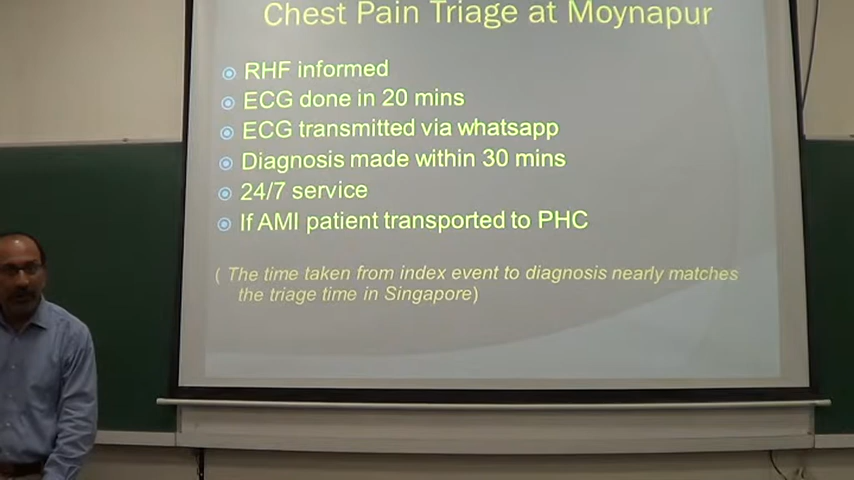 Chest Pain Triage at Moynapur
RHF informed
ECG done in 20 mins
ECG transmitted via whatsapp
Diagnosis made within 30 mins
24/7 service
If AMI patient transported to PHC
( The time taken from index event to diagnosis nearly matches
the triage time in Singapore)